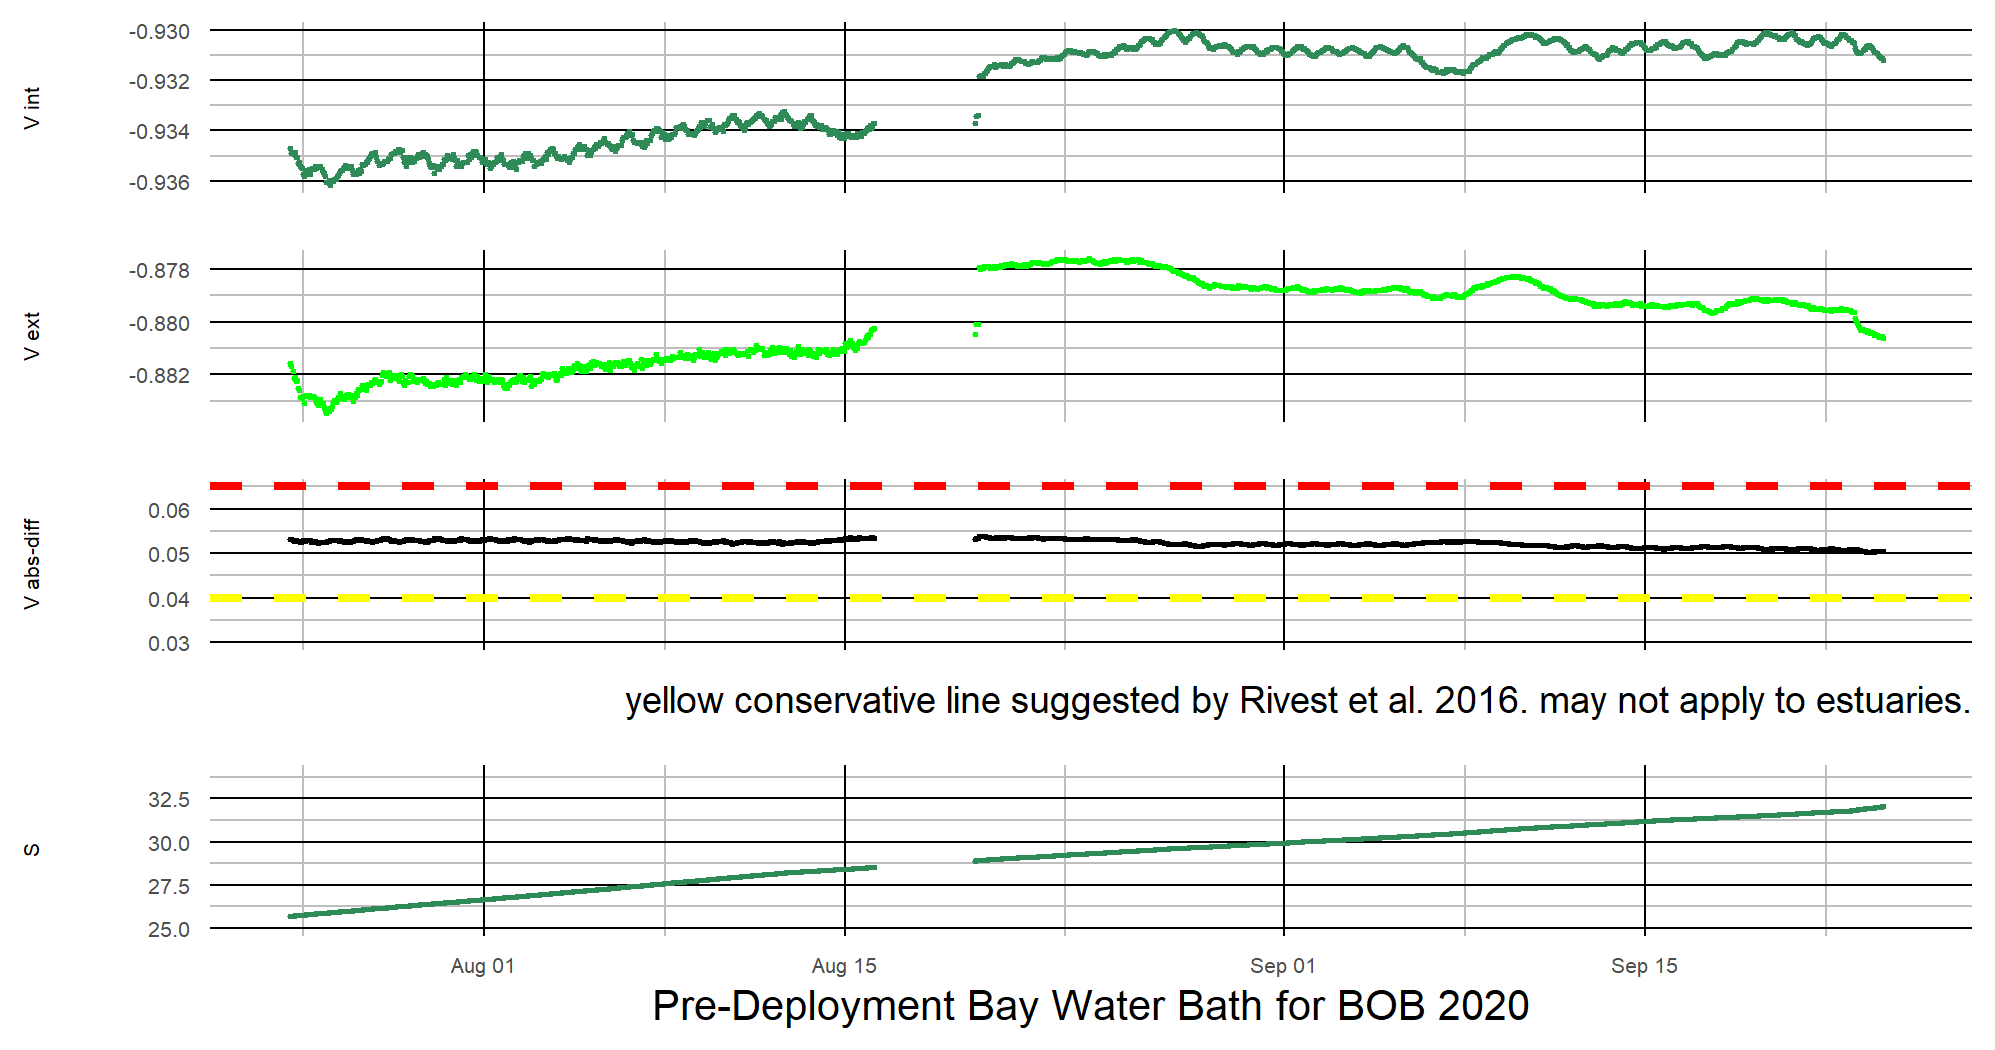 V int
-0.930
-0.932
-0.934
-0.936
V ext
-0.878
-0.880
-0.882
V abs-diff
0.06
0.05
0.04
0.03
yellow conservative line suggested by Rivest et al. 2016. may not apply to estuaries.
S
32.5
30.0
27.5
25.0
Aug 01 Aug 15 Sep 01 Sep 15
Pre-Deployment Bay Water Bath for BOB 2020